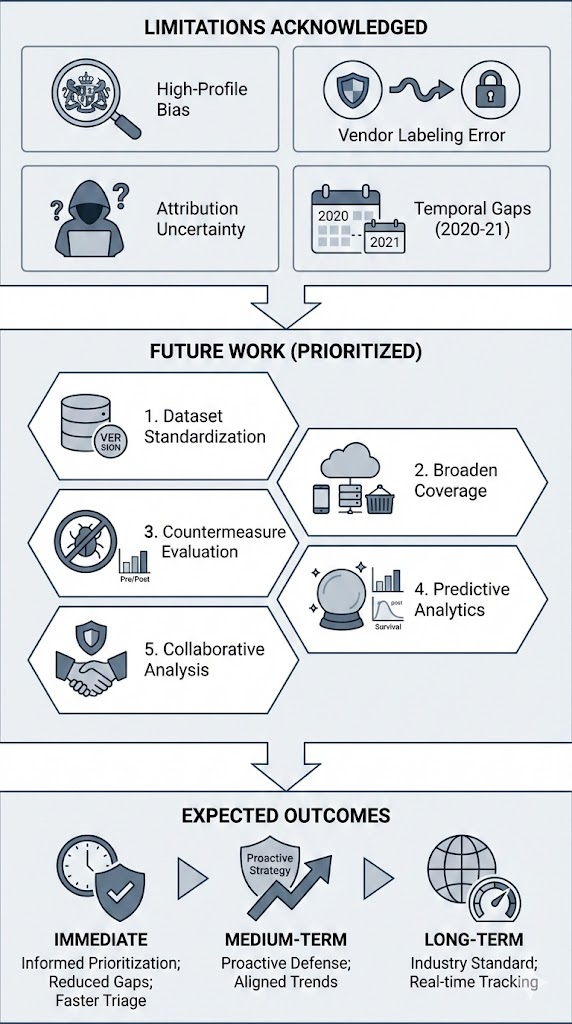 LIMITATIONS ACKNOWLEDGED
High-Profile
Bias
Vendor Labeling Error
? ?
Attribution
Uncertainty
2020
2021
Temporal Gaps
(2020-21)
FUTURE WORK (PRIORITIZED)
VER
SION
1. Dataset
Standardization
2. Broaden
Coverage
3. Countermeasure
Evaluation
Pre/Post
4. Predictive
Analytics
post
Survival
5. Collaborative
Analysis
EXPECTED OUTCOMES
Proactive
Strategy
IMMEDIATE
Informed Prioritization;
Reduced Gaps;
Faster Triage
MEDIUM-TERM
Proactive Defense;
Aligned Trends
LONG-TERM
Industry Standard;
Real-time Tracking